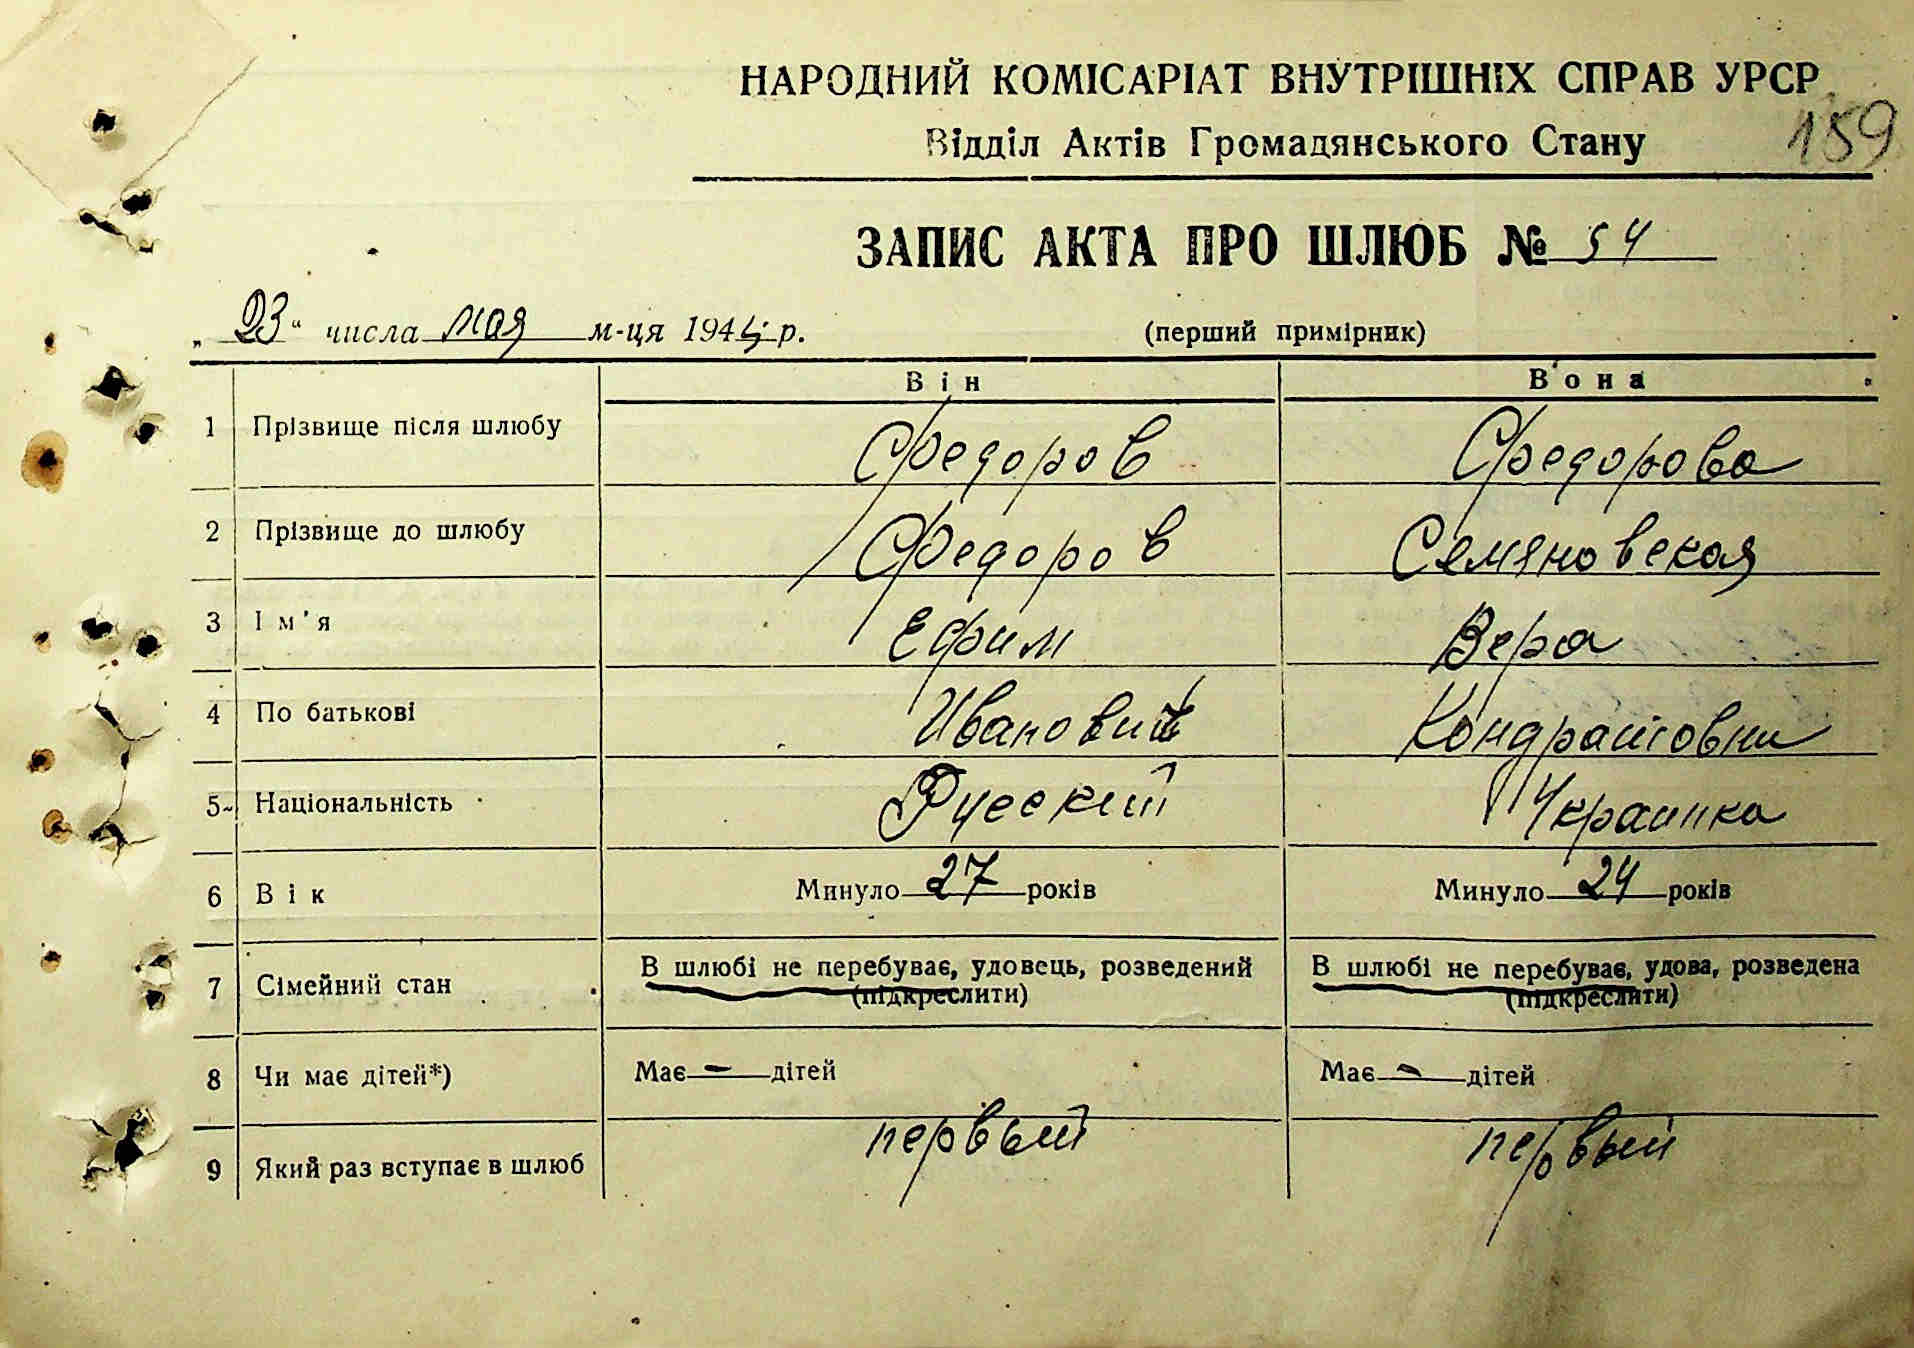 НАРОДНИЙ КОМІСАРІАТ ВНУТРІШНІХ СПРАВ УРСР
Відділ Актів Громадянського Стану
159
ЗАПИС АКТА ПРО ШЛЮБ № 54
„23“ числа мая м-ця 1944 р. (перший примірник)
Він Вона
1 Прізвище після шлюбу Федоров Федорова
2 Прізвище до шлюбу Федоров Семяновская
3 Ім'я Ефим Вера
4 По батькові Иванович Кондратовни
5 Національність Русский Украинка
6 Вік Минуло 27 років Минуло 24 років
7 Сімейний стан В шлюбі не перебуває, удовець, розведений В шлюбі не перебуває, удова, розведена
(підкреслити) (підкреслити)
8 Чи має дітей*) Має — дітей Має — дітей
9 Який раз вступає в шлюб первый первый